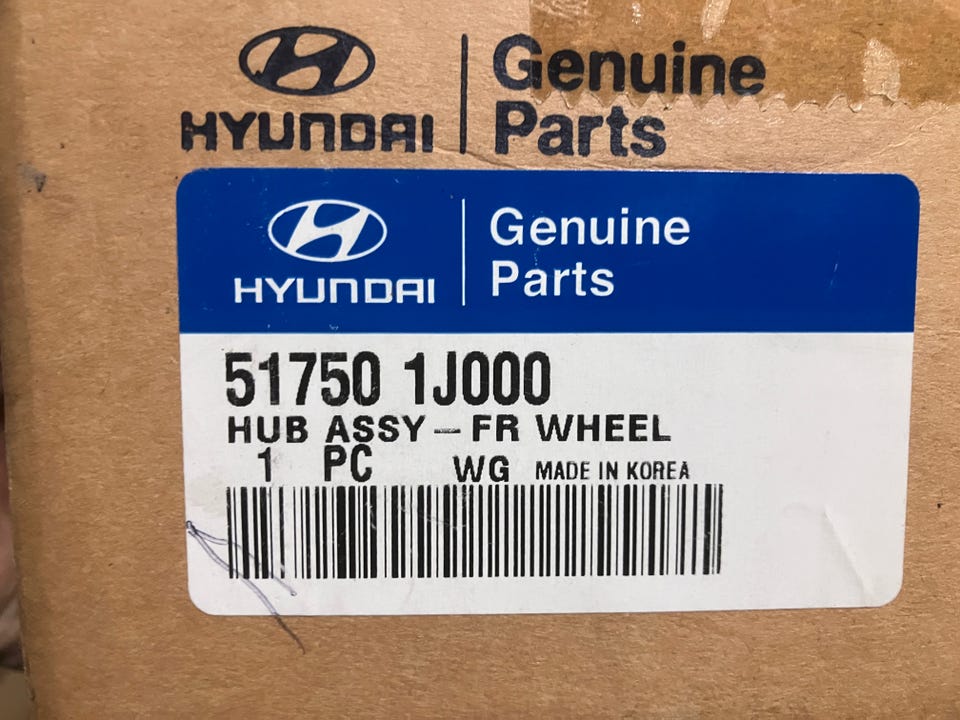 HYUNDAI
Genuine
Parts
HYUNDAI
Genuine
Parts
51750 1J000
HUB ASSY - FR WHEEL
1 PC WG MADE IN KOREA